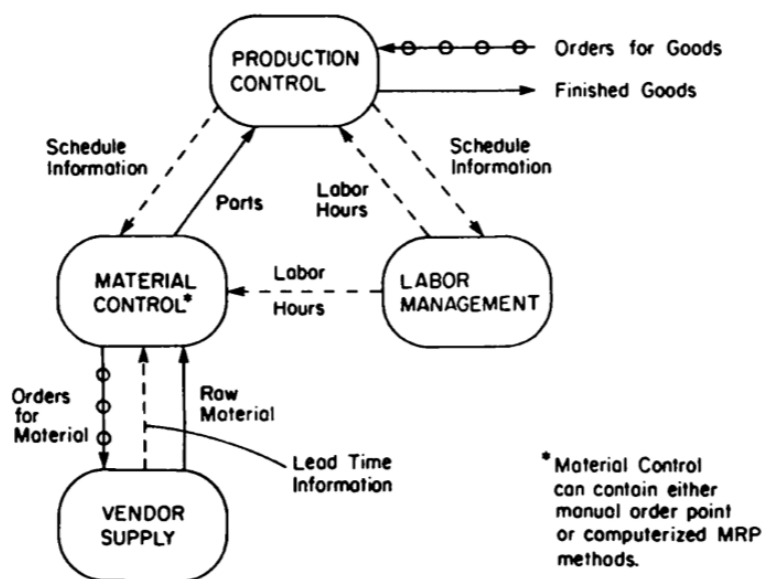 PRODUCTION
CONTROL
Orders for Goods
Finished Goods
Schedule
Information
Parts
Labor
Hours
Schedule
Information
MATERIAL
CONTROL*
Labor
Hours
LABOR
MANAGEMENT
Orders
for
Material
Raw
Material
Lead Time
Information
VENDOR
SUPPLY
*Material Control
can contain either
manual order point
or computerized MRP
methods.